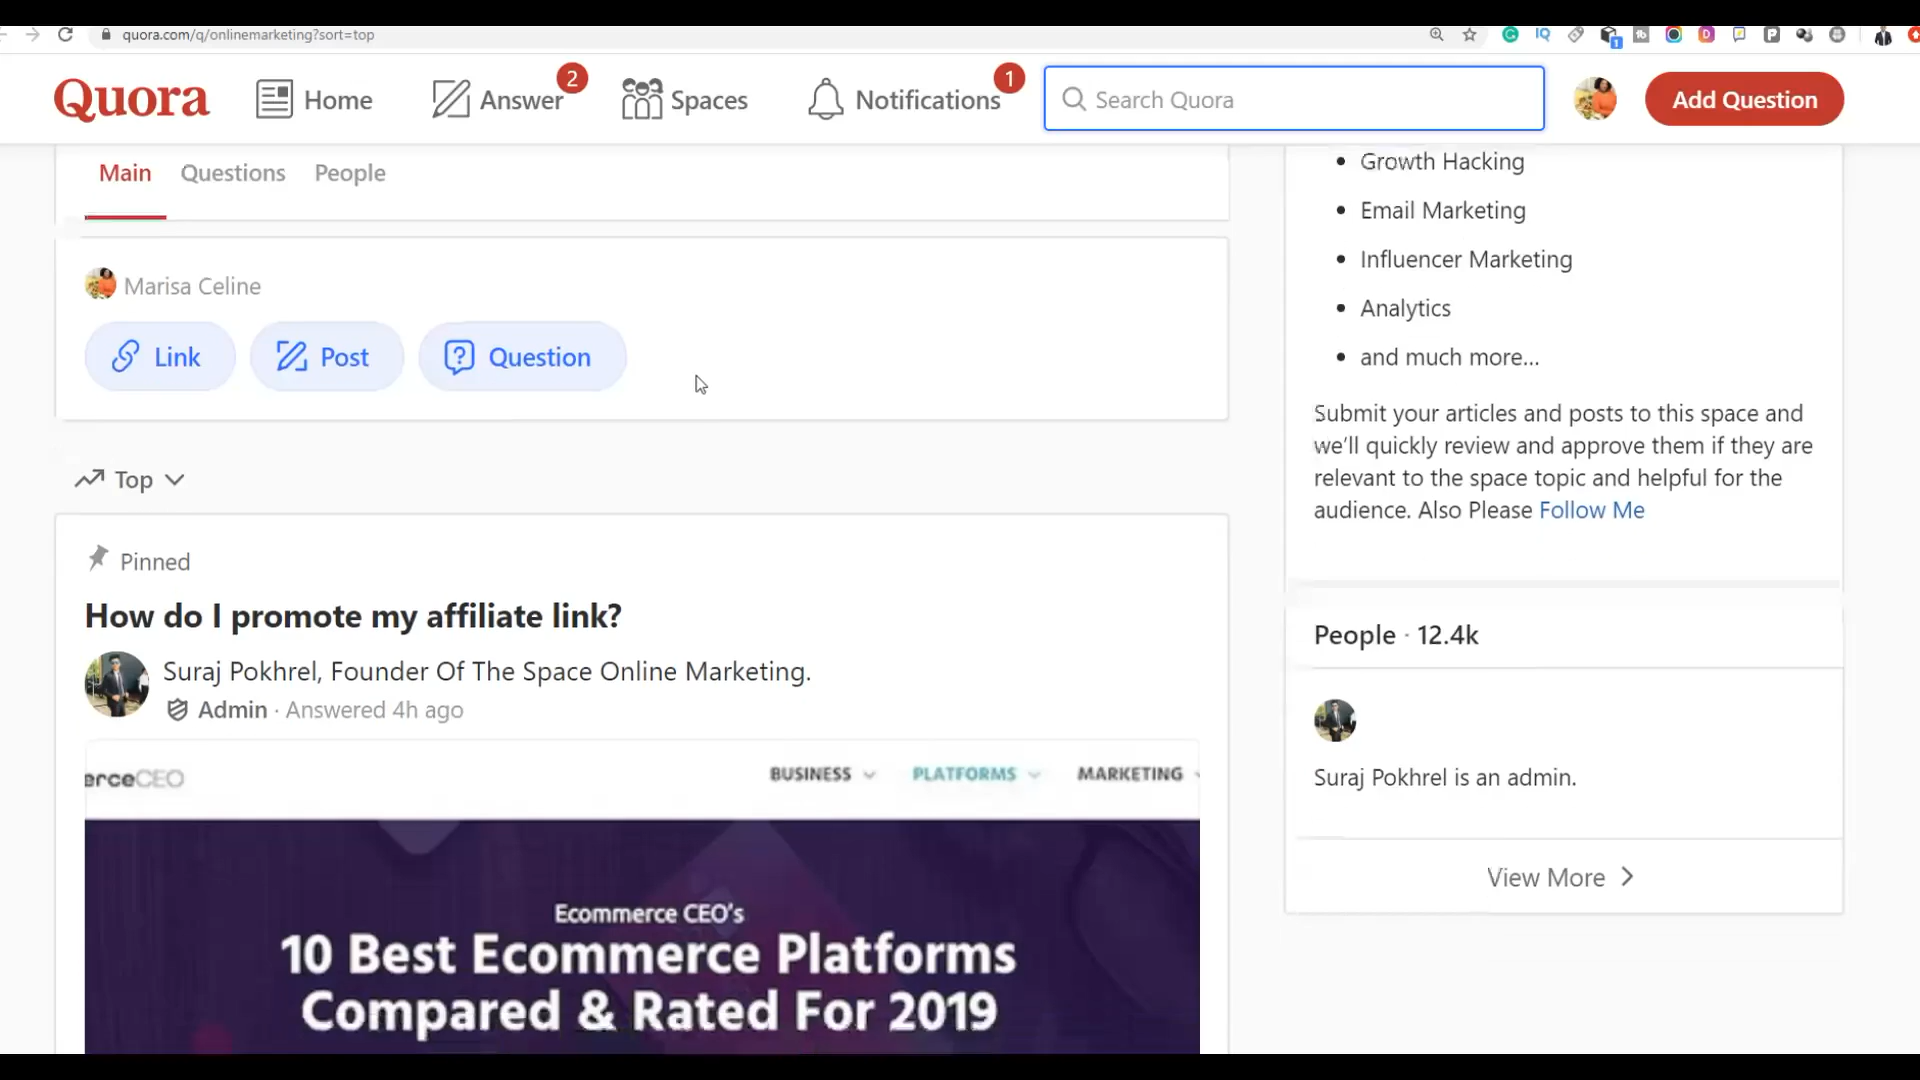 quora.com/q/onlinemarketing?sort=top
Quora
Home
Answer
2
Spaces
Notifications
1
Search Quora
Add Question
Main
Questions
People
Marisa Celine
Link
Post
Question
Top
Pinned
How do I promote my affiliate link?
Suraj Pokhrel, Founder Of The Space Online Marketing.
Admin · Answered 4h ago
erceCEO
BUSINESS
PLATFORMS
MARKETING
Ecommerce CEO's
10 Best Ecommerce Platforms
Compared & Rated For 2019
• Growth Hacking
• Email Marketing
• Influencer Marketing
• Analytics
• and much more...
Submit your articles and posts to this space and
we'll quickly review and approve them if they are
relevant to the space topic and helpful for the
audience. Also Please Follow Me
People · 12.4k
Suraj Pokhrel is an admin.
View More